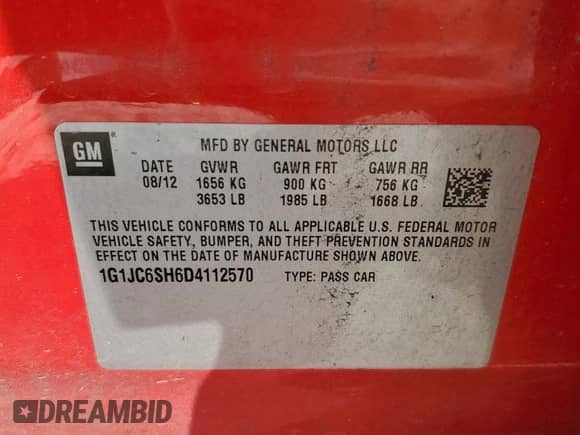 GM ®
MFD BY GENERAL MOTORS LLC
DATE GVWR GAWR FRT GAWR RR
08/12 1656 KG 900 KG 756 KG
3653 LB 1985 LB 1668 LB
THIS VEHICLE CONFORMS TO ALL APPLICABLE U.S. FEDERAL MOTOR
VEHICLE SAFETY, BUMPER, AND THEFT PREVENTION STANDARDS IN
EFFECT ON THE DATE OF MANUFACTURE SHOWN ABOVE.
1G1JC6SH6D4112570 TYPE: PASS CAR
DREAMBID